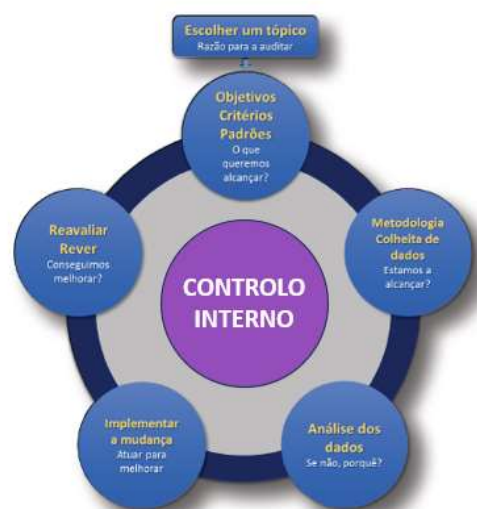 Escolher um tópico
Razão para a auditar
Objetivos
Critérios
Padrões
O que
queremos
alcançar?
Metodologia
Colheita de
dados
Estamos a
alcançar?
Análise dos
dados
Se não, porquê?
Implementar
a mudança
Atuar para
melhorar
Reavaliar
Rever
Conseguimos
melhorar?
CONTROLO
INTERNO